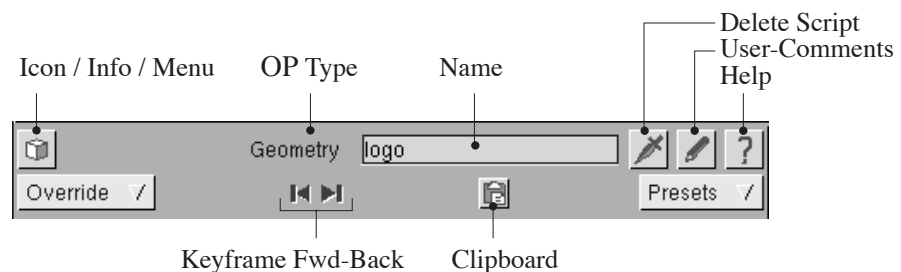 Delete Script
User-Comments
Icon / Info / Menu OP Type Name Help
Geometry logo ?
Override Presets
Keyframe Fwd-Back Clipboard